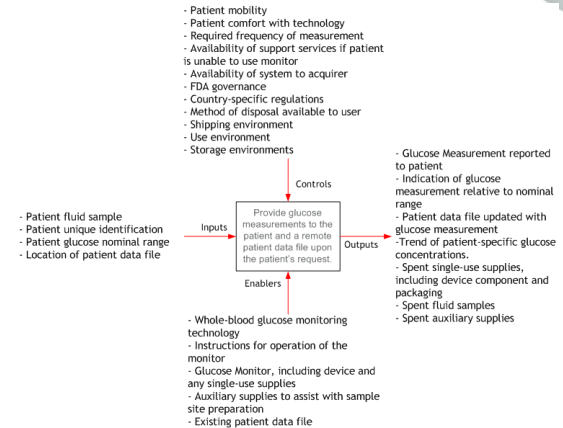 - Patient mobility
- Patient comfort with technology
- Required frequency of measurement
- Availability of support services if patient
is unable to use monitor
- Availability of system to acquirer
- FDA governance
- Country-specific regulations
- Method of disposal available to user
- Shipping environment
- Use environment
- Storage environments
Controls
- Patient fluid sample
- Patient unique identification
- Patient glucose nominal range
- Location of patient data file
Inputs
Provide glucose
measurements to the
patient and a remote
patient data file upon
the patient's request.
Outputs
- Glucose Measurement reported
to patient
- Indication of glucose
measurement relative to nominal
range
- Patient data file updated with
glucose measurement
-Trend of patient-specific glucose
concentrations.
- Spent single-use supplies,
including device component and
packaging
- Spent fluid samples
- Spent auxiliary supplies
Enablers
- Whole-blood glucose monitoring
technology
- Instructions for operation of the
monitor
- Glucose Monitor, including device and
any single-use supplies
- Auxiliary supplies to assist with sample
site preparation
- Existing patient data file